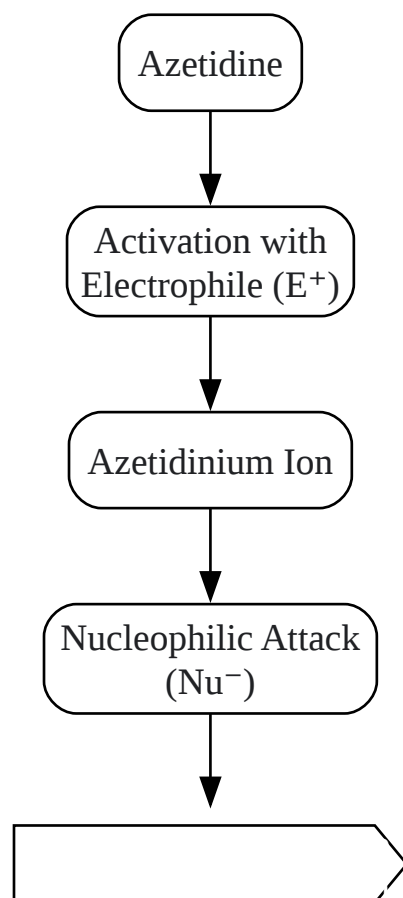 Azetidine
Activation with
Electrophile (E⁺)
Azetidinium Ion
Nucleophilic Attack
(Nu⁻)